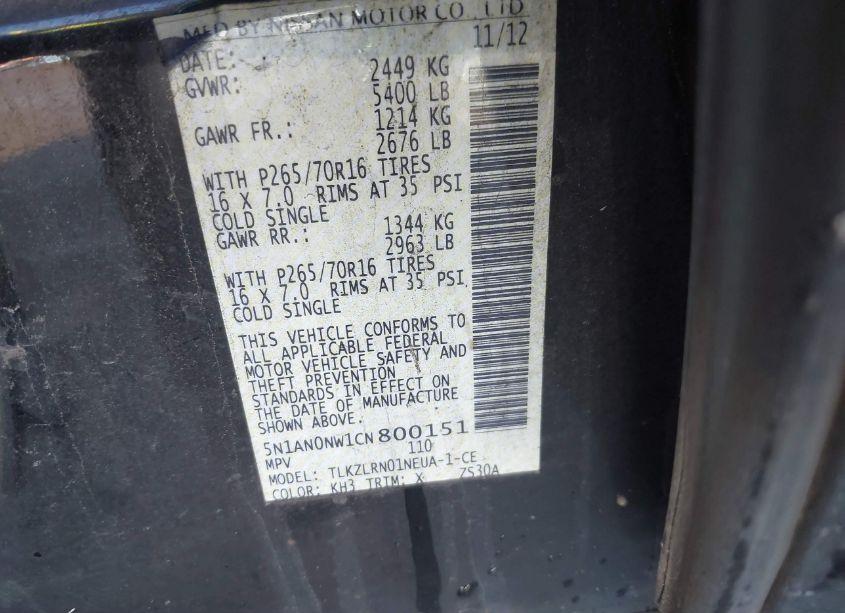 MFD BY NISSAN MOTOR CO., LTD
DATE: 11/12
GVWR: 2449 KG
5400 LB
GAWR FR.: 1214 KG
2676 LB
WITH P265/70R16 TIRES
16 X 7.0 RIMS AT 35 PSI
COLD SINGLE
GAWR RR.: 1344 KG
2963 LB
WITH P265/70R16 TIRES
16 X 7.0 RIMS AT 35 PSI
COLD SINGLE
THIS VEHICLE CONFORMS TO
ALL APPLICABLE FEDERAL
MOTOR VEHICLE SAFETY AND
THEFT PREVENTION
STANDARDS IN EFFECT ON
THE DATE OF MANUFACTURE
SHOWN ABOVE.
5N1AN0NW1CN800151
MPV 110
MODEL: TLKZLRN01NEUA-1-CE
COLOR: KH3 TRIM: X ZS30A